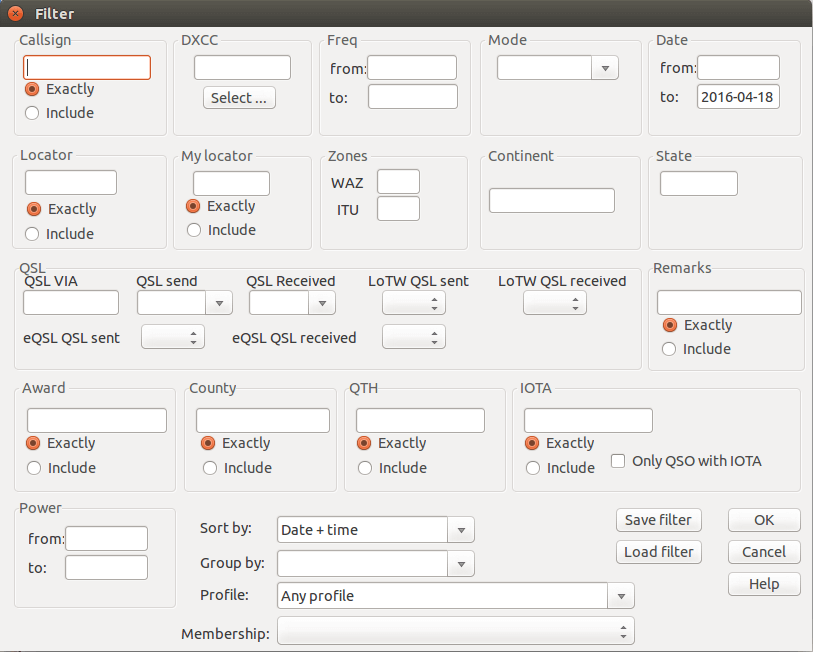 Filter
Callsign DXCC Freq Mode Date
from: from:
Exactly
Select ... to: to: 2016-04-18
Include
Locator My locator Zones Continent State
WAZ
Exactly Exactly ITU
Include Include
QSL Remarks
QSL VIA QSL send QSL Received LoTW QSL sent LoTW QSL received
Exactly
eQSL QSL sent eQSL QSL received
Include
Award County QTH IOTA
Exactly Exactly Exactly Exactly
Include Include Include Include Only QSO with IOTA
Power
from: Sort by: Date + time Save filter OK
to: Group by: Load filter Cancel
Profile: Any profile Help
Membership: